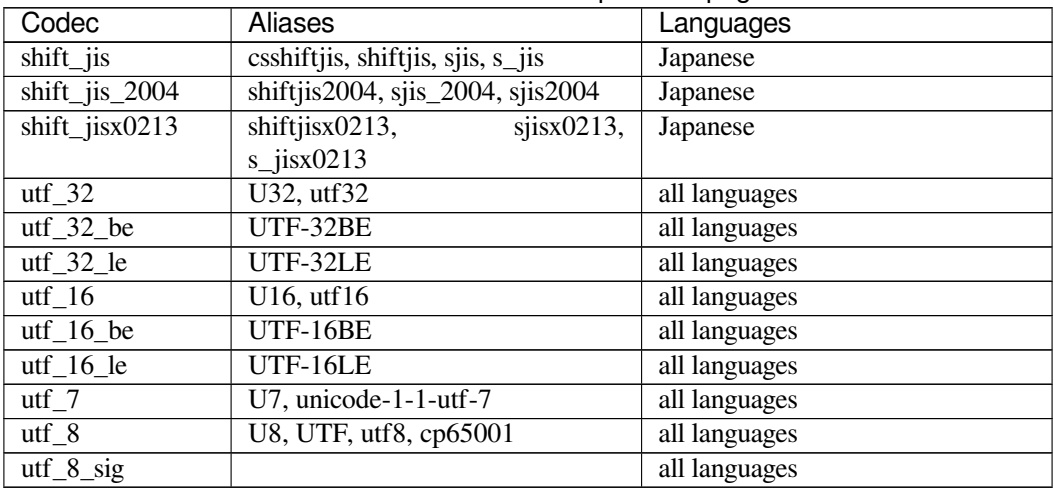 Codec Aliases Languages
shift_jis csshiftjis, shiftjis, sjis, s_jis Japanese
shift_jis_2004 shiftjis2004, sjis_2004, sjis2004 Japanese
shift_jisx0213 shiftjisx0213, sjisx0213, Japanese
s_jisx0213
utf_32 U32, utf32 all languages
utf_32_be UTF-32BE all languages
utf_32_le UTF-32LE all languages
utf_16 U16, utf16 all languages
utf_16_be UTF-16BE all languages
utf_16_le UTF-16LE all languages
utf_7 U7, unicode-1-1-utf-7 all languages
utf_8 U8, UTF, utf8, cp65001 all languages
utf_8_sig all languages